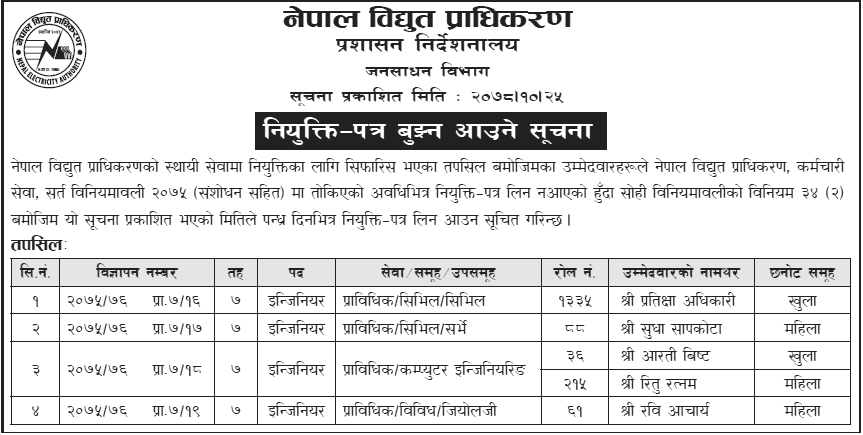 नेपाल विद्युत प्राधिकरण
NEPAL ELECTRICITY AUTHORITY
नेपाल विद्युत प्राधिकरण
प्रशासन निर्देशनालय
जनसाधन विभाग
सूचना प्रकाशित मिति : २०७८।१०।२५
नियुक्ति-पत्र बुझ्न आउने सूचना
नेपाल विद्युत प्राधिकरणको स्थायी सेवामा नियुक्तिका लागि सिफारिस भएका तपसिल बमोजिमका उम्मेदवारहरूले नेपाल विद्युत प्राधिकरण, कर्मचारी
सेवा, सर्त विनियमावली २०७५ (संशोधन सहित) मा तोकिएको अवधिभित्र नियुक्ति-पत्र लिन नआएको हुँदा सोही विनियमावलीको विनियम ३४ (२)
बमोजिम यो सूचना प्रकाशित भएको मितिले पन्ध्र दिनभित्र नियुक्ति-पत्र लिन आउन सूचित गरिन्छ।
तपसिलः
सि.नं. विज्ञापन नम्बर तह पद सेवा/समूह/उपसमूह रोल नं. उम्मेदवारको नामथर छनोट समूह
१ २०७५/७६ प्रा.७/१६ ७ इन्जिनियर प्राविधिक/सिभिल/सिभिल १३३५ श्री प्रतिक्षा अधिकारी खुला
२ २०७५/७६ प्रा.७/१७ ७ इन्जिनियर प्राविधिक/सिभिल/सर्भे ८८ श्री सुधा सापकोटा महिला
३ २०७५/७६ प्रा.७/१८ ७ इन्जिनियर प्राविधिक/कम्प्युटर इन्जिनियरिङ ३६ श्री आरती बिष्ट खुला
२१५ श्री रितु रत्नम महिला
४ २०७५/७६ प्रा.७/१९ ७ इन्जिनियर प्राविधिक/विविध/जियोलजी ६१ श्री रवि आचार्य महिला